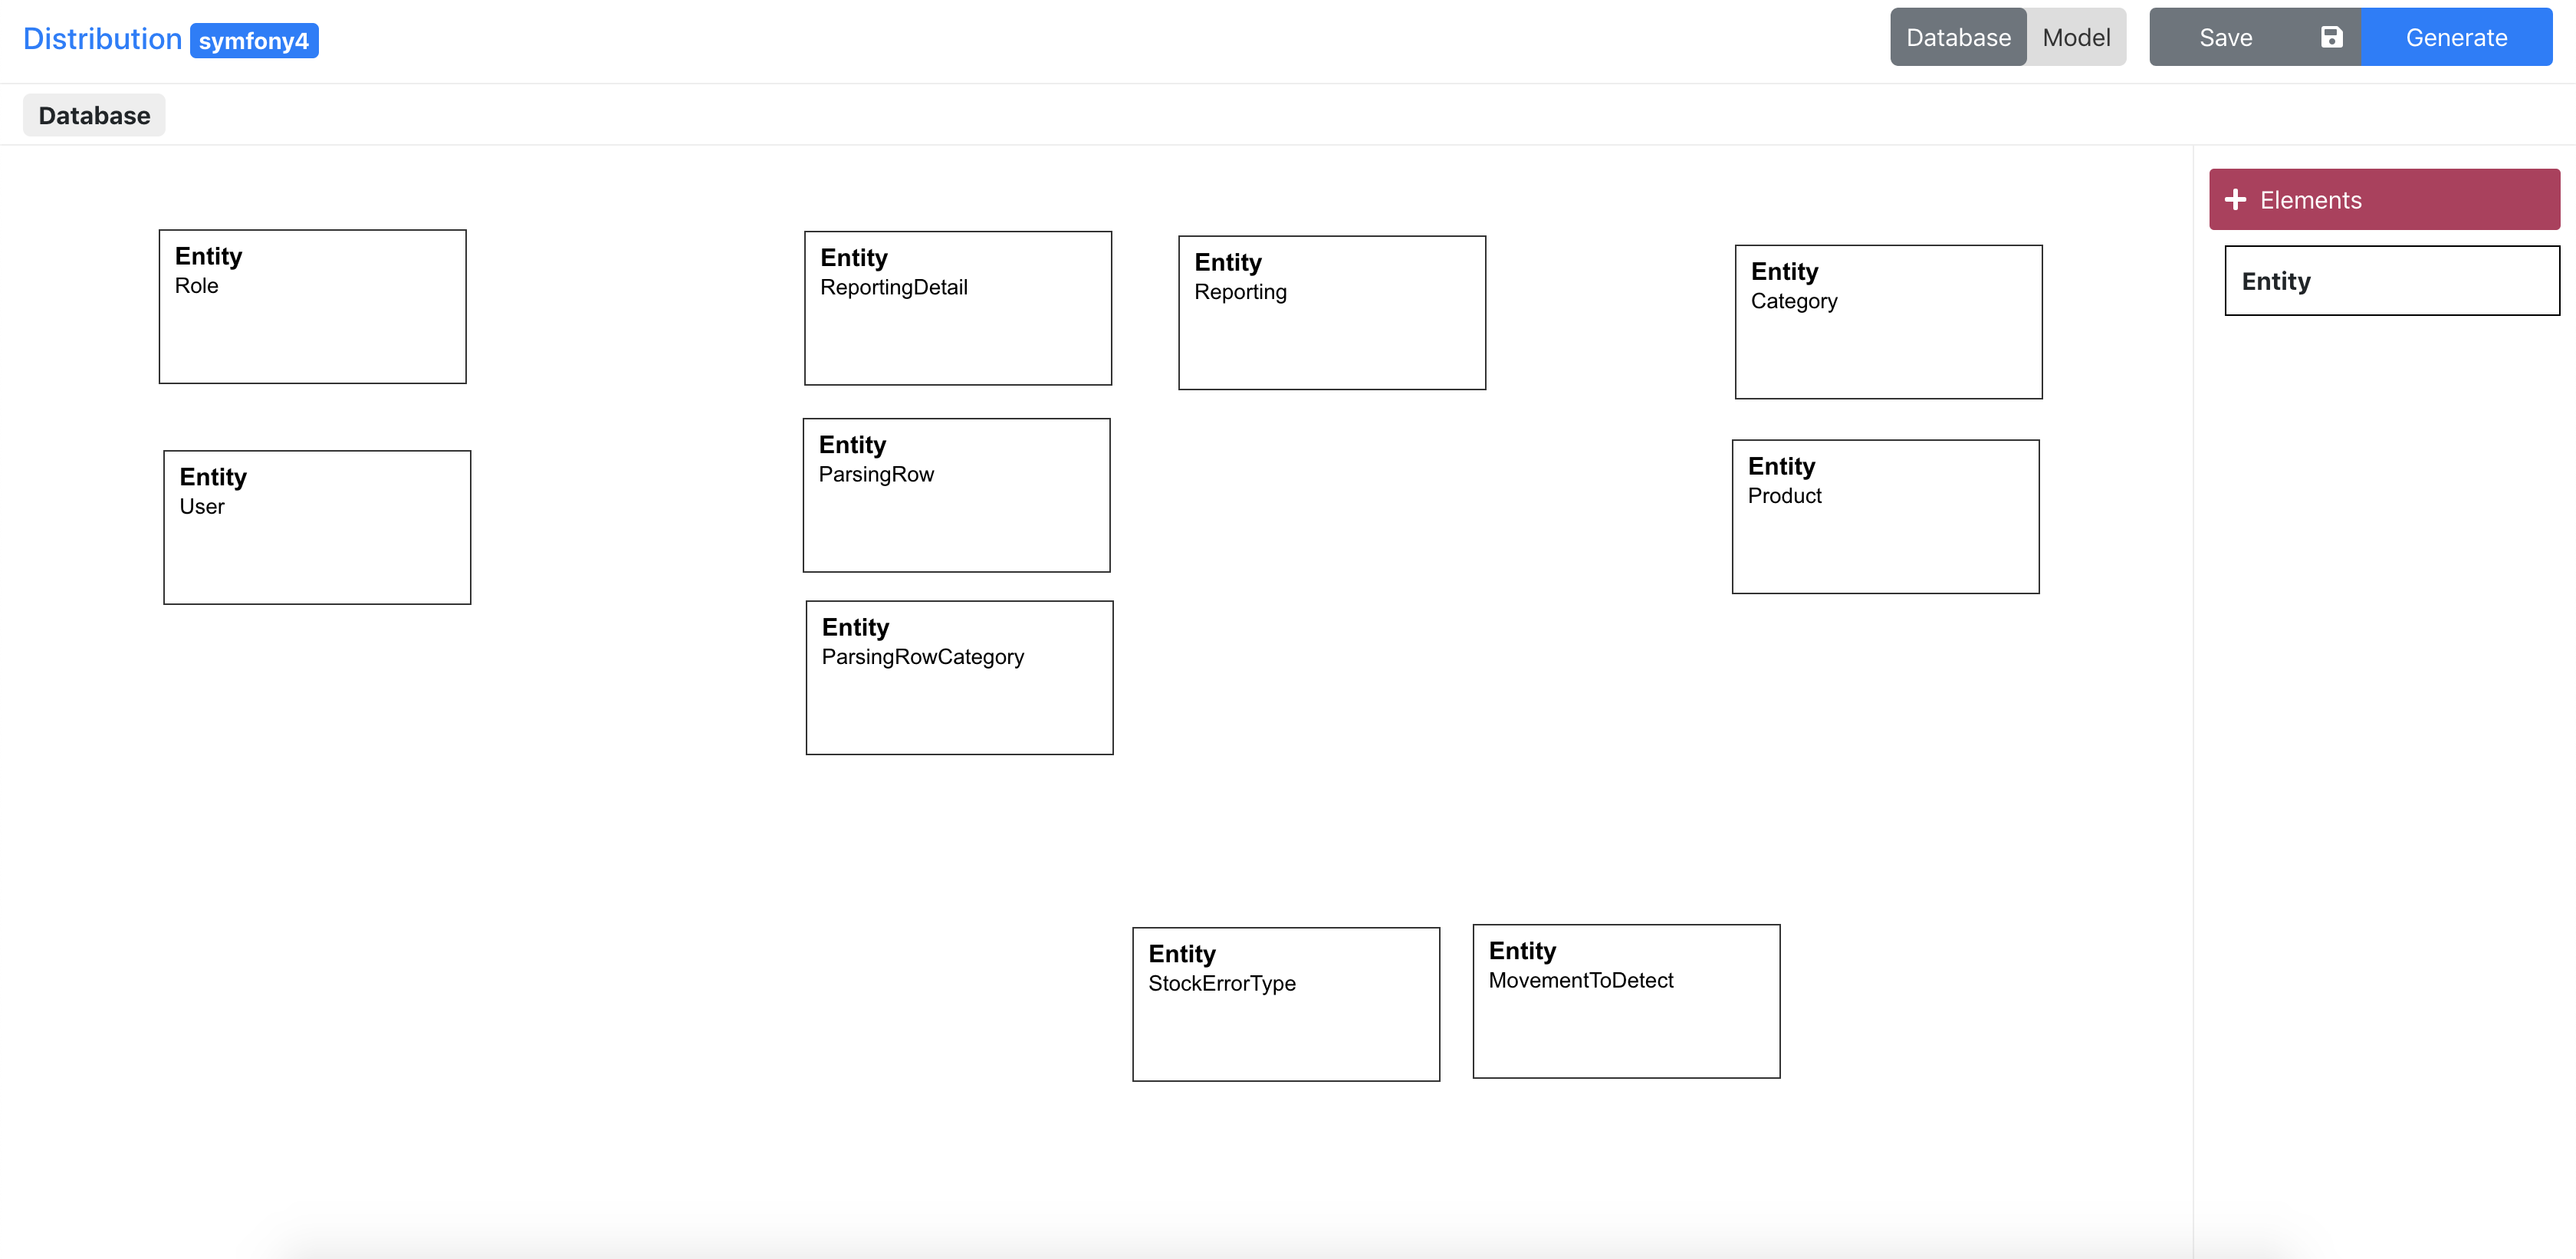 Distribution symfony4
Database Model Save Generate
Database
Elements
Entity
Entity
Role
Entity
ReportingDetail
Entity
Reporting
Entity
Category
Entity
User
Entity
ParsingRow
Entity
Product
Entity
ParsingRowCategory
Entity
StockErrorType
Entity
MovementToDetect